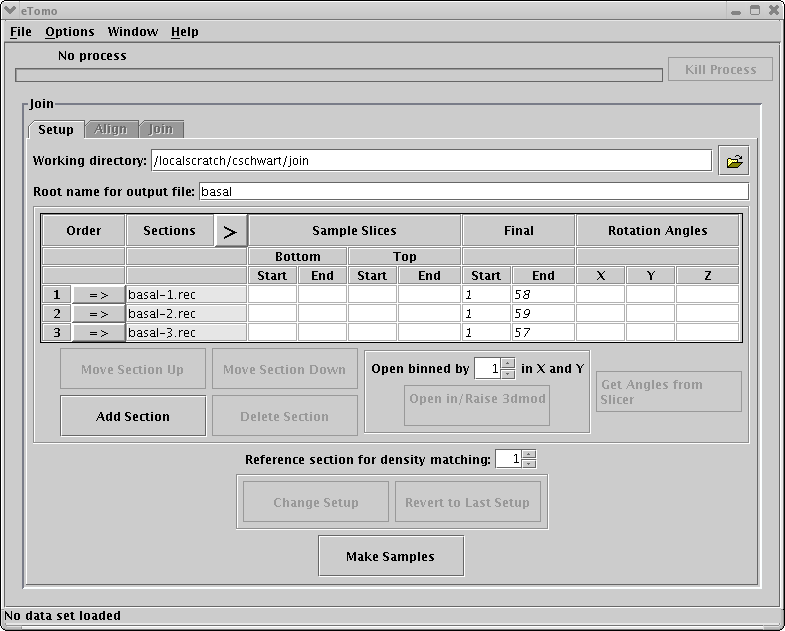 eTomo
File Options Window Help
No process
Kill Process
Join
Setup Align Join
Working directory: /localscratch/cschwart/join
Root name for output file: basal
Order Sections > Sample Slices Final Rotation Angles
Bottom Top
Start End Start End Start End X Y Z
1 => basal-1.rec 1 58
2 => basal-2.rec 1 59
3 => basal-3.rec 1 57
Move Section Up Move Section Down Open binned by 1 in X and Y
Get Angles from
Slicer
Open in/Raise 3dmod
Add Section Delete Section
Reference section for density matching: 1
Change Setup Revert to Last Setup
Make Samples
No data set loaded